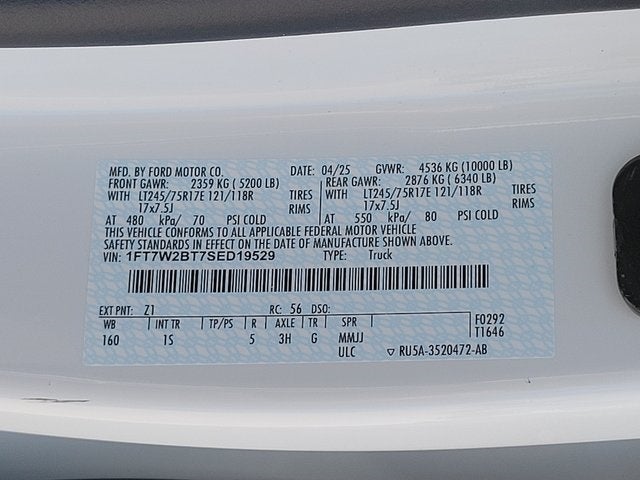 MFD. BY FORD MOTOR CO. DATE: 04/25 GVWR: 4536 KG (10000 LB)
FRONT GAWR: 2359 KG ( 5200 LB) REAR GAWR: 2876 KG ( 6340 LB)
WITH LT245/75R17E 121/118R TIRES WITH LT245/75R17E 121/118R TIRES
17x7.5J RIMS 17x7.5J RIMS
AT 480 kPa/ 70 PSI COLD AT 550 kPa/ 80 PSI COLD
THIS VEHICLE CONFORMS TO ALL APPLICABLE FEDERAL MOTOR VEHICLE
SAFETY STANDARDS IN EFFECT ON THE DATE OF MANUFACTURE SHOWN ABOVE.
VIN: 1FT7W2BT7SED19529 TYPE: Truck
EXT PNT: Z1 RC: 56 DSO:
WB INT TR TP/PS R AXLE TR SPR F0292
160 1S 5 3H G MMJJ T1646
ULC RU5A-3520472-AB